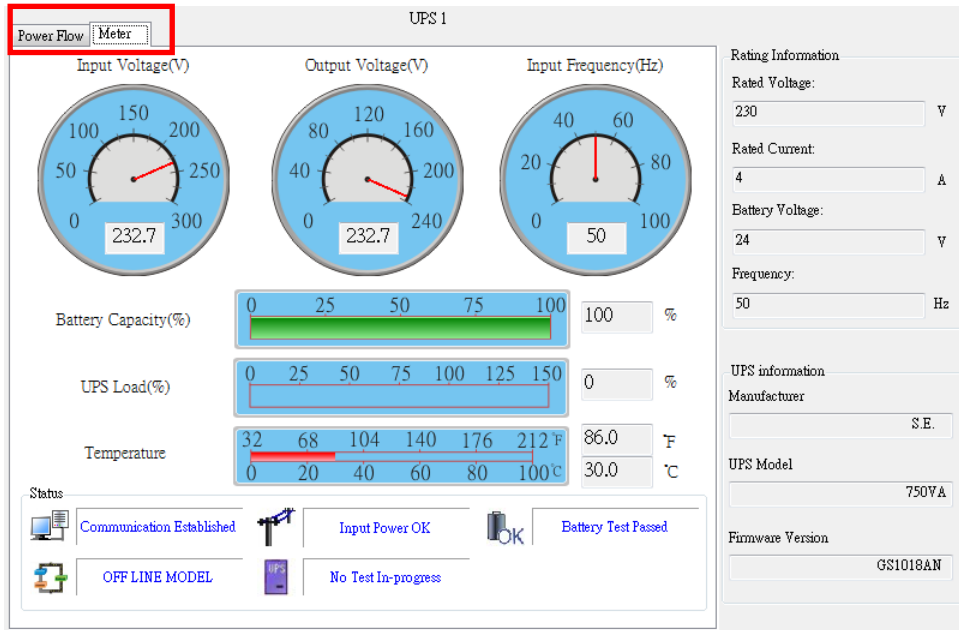 UPS 1
Power Flow Meter
Input Voltage(V) Output Voltage(V) Input Frequency(Hz)
0 50 100 150 200 250 300
232.7
0 40 80 120 160 200 240
232.7
0 20 40 60 80 100
50
Battery Capacity(%)
0 25 50 75 100
100 %
UPS Load(%)
0 25 50 75 100 125 150
0 %
Temperature
32 68 104 140 176 212 °F
0 20 40 60 80 100 °C
86.0 °F
30.0 °C
Status
Communication Established
Input Power OK
OK
Battery Test Passed
OFF LINE MODEL
UPS
No Test In-progress
Rating Information
Rated Voltage:
230 V
Rated Current:
4 A
Battery Voltage:
24 V
Frequency:
50 Hz
UPS information
Manufacturer
S.E.
UPS Model
750VA
Firmware Version
GS1018AN